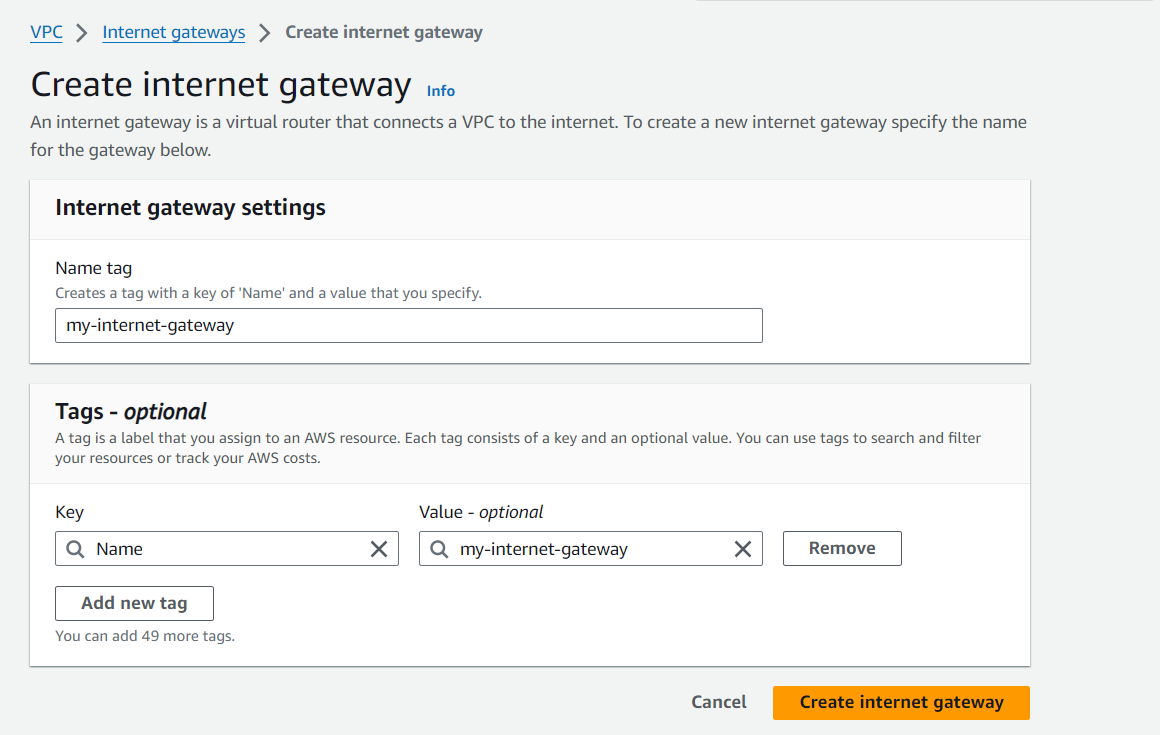 VPC > Internet gateways > Create internet gateway
Create internet gateway Info
An internet gateway is a virtual router that connects a VPC to the internet. To create a new internet gateway specify the name
for the gateway below.
Internet gateway settings
Name tag
Creates a tag with a key of 'Name' and a value that you specify.
my-internet-gateway
Tags - optional
A tag is a label that you assign to an AWS resource. Each tag consists of a key and an optional value. You can use tags to search and filter
your resources or track your AWS costs.
Key Value - optional
Name my-internet-gateway Remove
Add new tag
You can add 49 more tags.
Cancel Create internet gateway